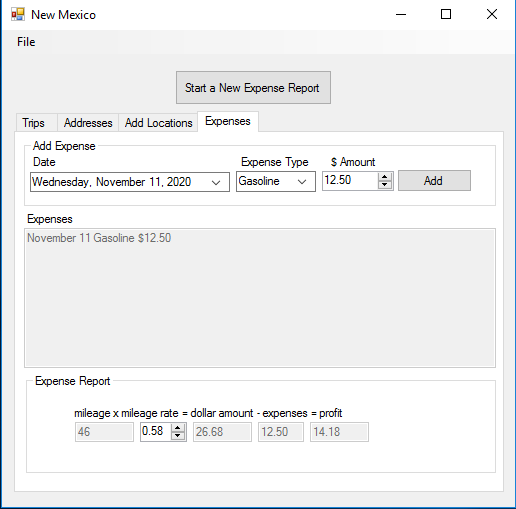 New Mexico
File
Start a New Expense Report
Trips Addresses Add Locations Expenses
Add Expense
Date Expense Type $ Amount
Wednesday, November 11, 2020 Gasoline 12.50 Add
Expenses
November 11 Gasoline $12.50
Expense Report
mileage x mileage rate = dollar amount - expenses = profit
46 0.58 26.68 12.50 14.18